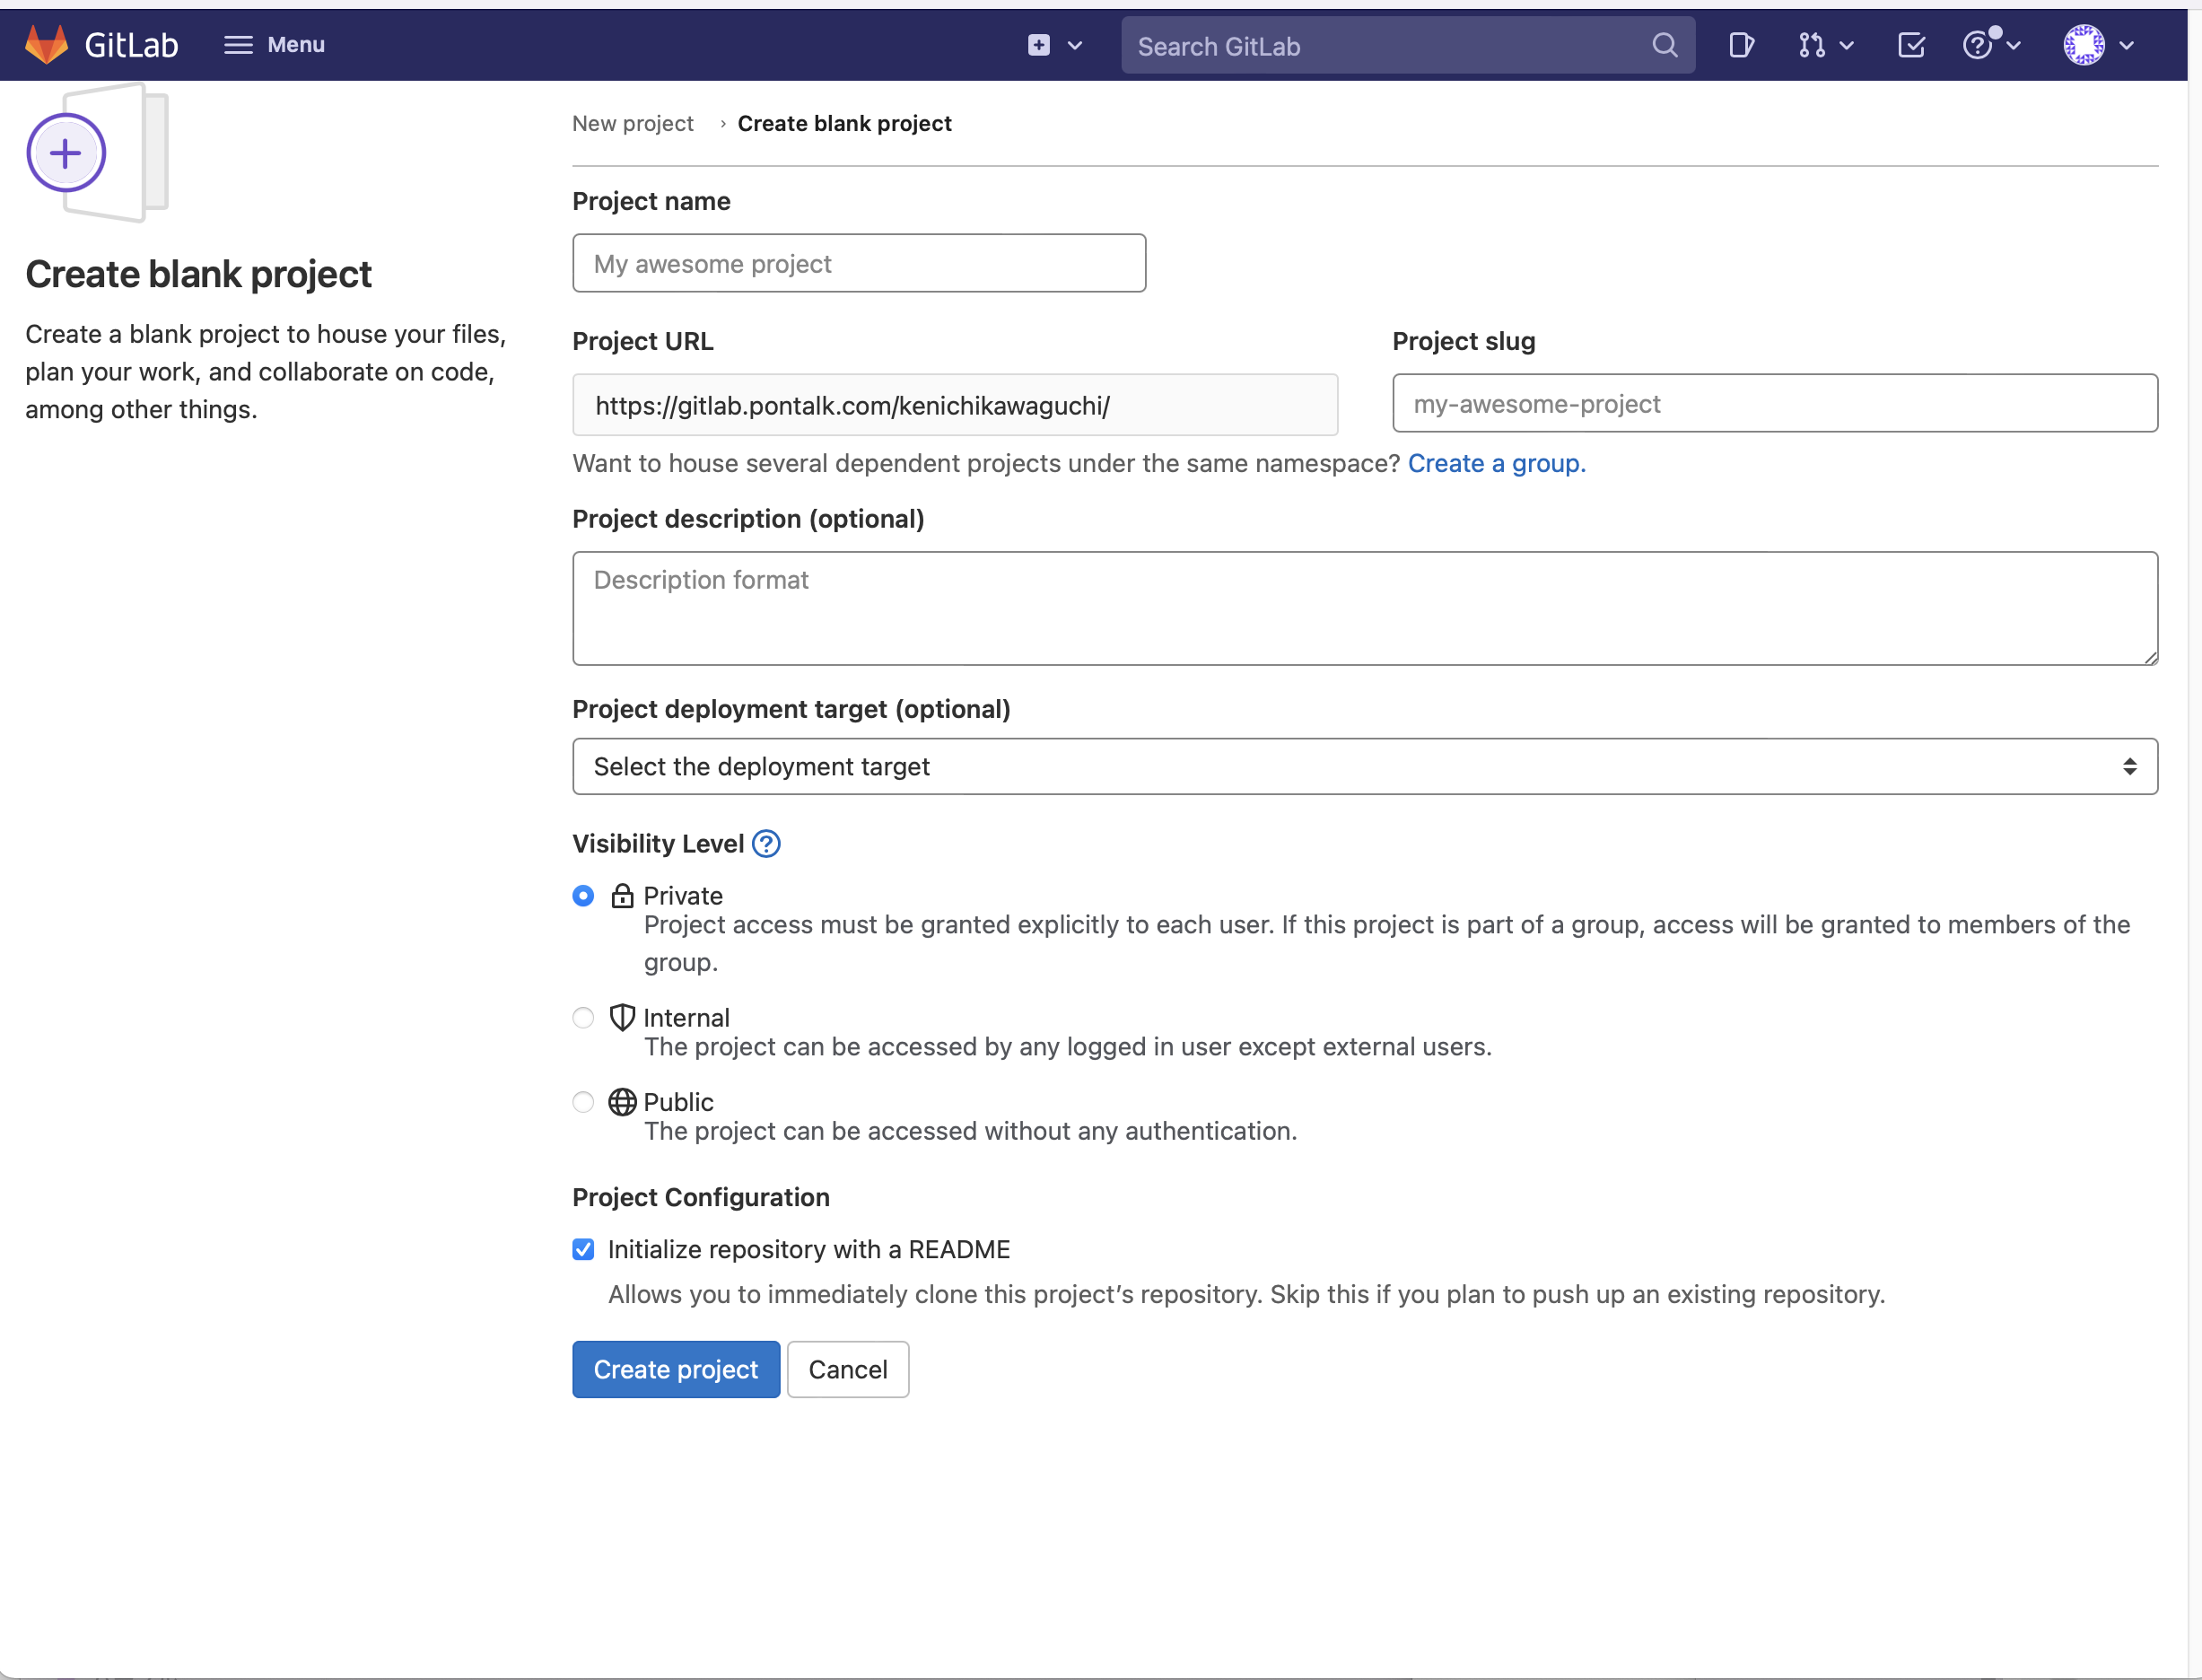 GitLab
Menu
Search GitLab
New project › Create blank project
Create blank project
Create a blank project to house your files,
plan your work, and collaborate on code,
among other things.
Project name
My awesome project
Project URL
Project slug
https://gitlab.pontalk.com/kenichikawaguchi/
my-awesome-project
Want to house several dependent projects under the same namespace? Create a group.
Project description (optional)
Description format
Project deployment target (optional)
Select the deployment target
Visibility Level
Private
Project access must be granted explicitly to each user. If this project is part of a group, access will be granted to members of the
group.
Internal
The project can be accessed by any logged in user except external users.
Public
The project can be accessed without any authentication.
Project Configuration
Initialize repository with a README
Allows you to immediately clone this project’s repository. Skip this if you plan to push up an existing repository.
Create project
Cancel